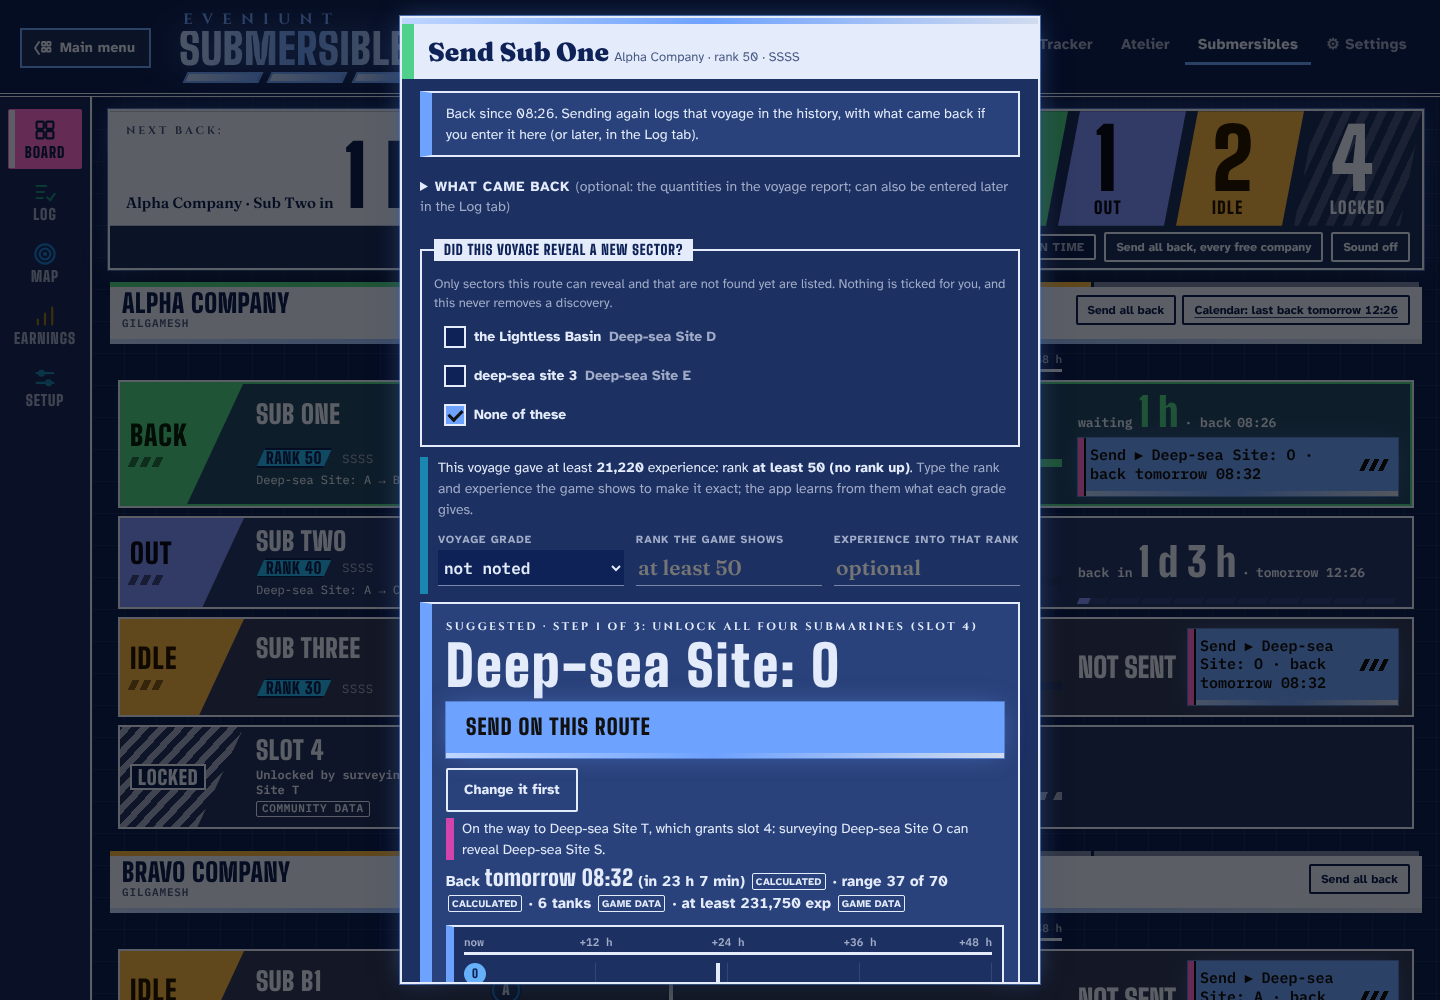 Main menu
EVENIUNT
SUBMERSIBLE
Tracker
Atelier
Submersibles
Settings
BOARD
LOG
MAP
EARNINGS
SETUP
NEXT BACK:
Alpha Company · Sub Two in
1
1
OUT
2
IDLE
4
LOCKED
N TIME
Send all back, every free company
Sound off
ALPHA COMPANY
GILGAMESH
Send all back
Calendar: last back tomorrow 12:26
8 h
BACK
SUB ONE
RANK 50 SSSS
Deep-sea Site: A → B
waiting 1 h · back 08:26
Send ▸ Deep-sea Site: O ·
back tomorrow 08:32
OUT
SUB TWO
RANK 40 SSSS
Deep-sea Site: A → C
back in 1 d 3 h · tomorrow 12:26
IDLE
SUB THREE
RANK 30 SSSS
NOT SENT
Send ▸ Deep-sea
Site: O · back
tomorrow 08:32
LOCKED
SLOT 4
Unlocked by surveyin
Site T
COMMUNITY DATA
BRAVO COMPANY
GILGAMESH
Send all back
8 h
IDLE
SUB B1
A
NOT SENT
Send ▸ Deep-sea
Site: A · back
Send Sub One Alpha Company · rank 50 · SSSS
Back since 08:26. Sending again logs that voyage in the history, with what came back if
you enter it here (or later, in the Log tab).
▸ WHAT CAME BACK (optional: the quantities in the voyage report; can also be entered later
in the Log tab)
DID THIS VOYAGE REVEAL A NEW SECTOR?
Only sectors this route can reveal and that are not found yet are listed. Nothing is ticked for you, and
this never removes a discovery.
the Lightless Basin Deep-sea Site D
deep-sea site 3 Deep-sea Site E
None of these
This voyage gave at least 21,220 experience: rank at least 50 (no rank up). Type the rank
and experience the game shows to make it exact; the app learns from them what each grade
gives.
VOYAGE GRADE
RANK THE GAME SHOWS
EXPERIENCE INTO THAT RANK
not noted
at least 50
optional
SUGGESTED · STEP 1 OF 3: UNLOCK ALL FOUR SUBMARINES (SLOT 4)
Deep-sea Site: O
SEND ON THIS ROUTE
Change it first
On the way to Deep-sea Site T, which grants slot 4: surveying Deep-sea Site O can
reveal Deep-sea Site S.
Back tomorrow 08:32 (in 23 h 7 min) CALCULATED · range 37 of 70
CALCULATED · 6 tanks GAME DATA · at least 231,750 exp GAME DATA
now +12 h +24 h +36 h +48 h
O